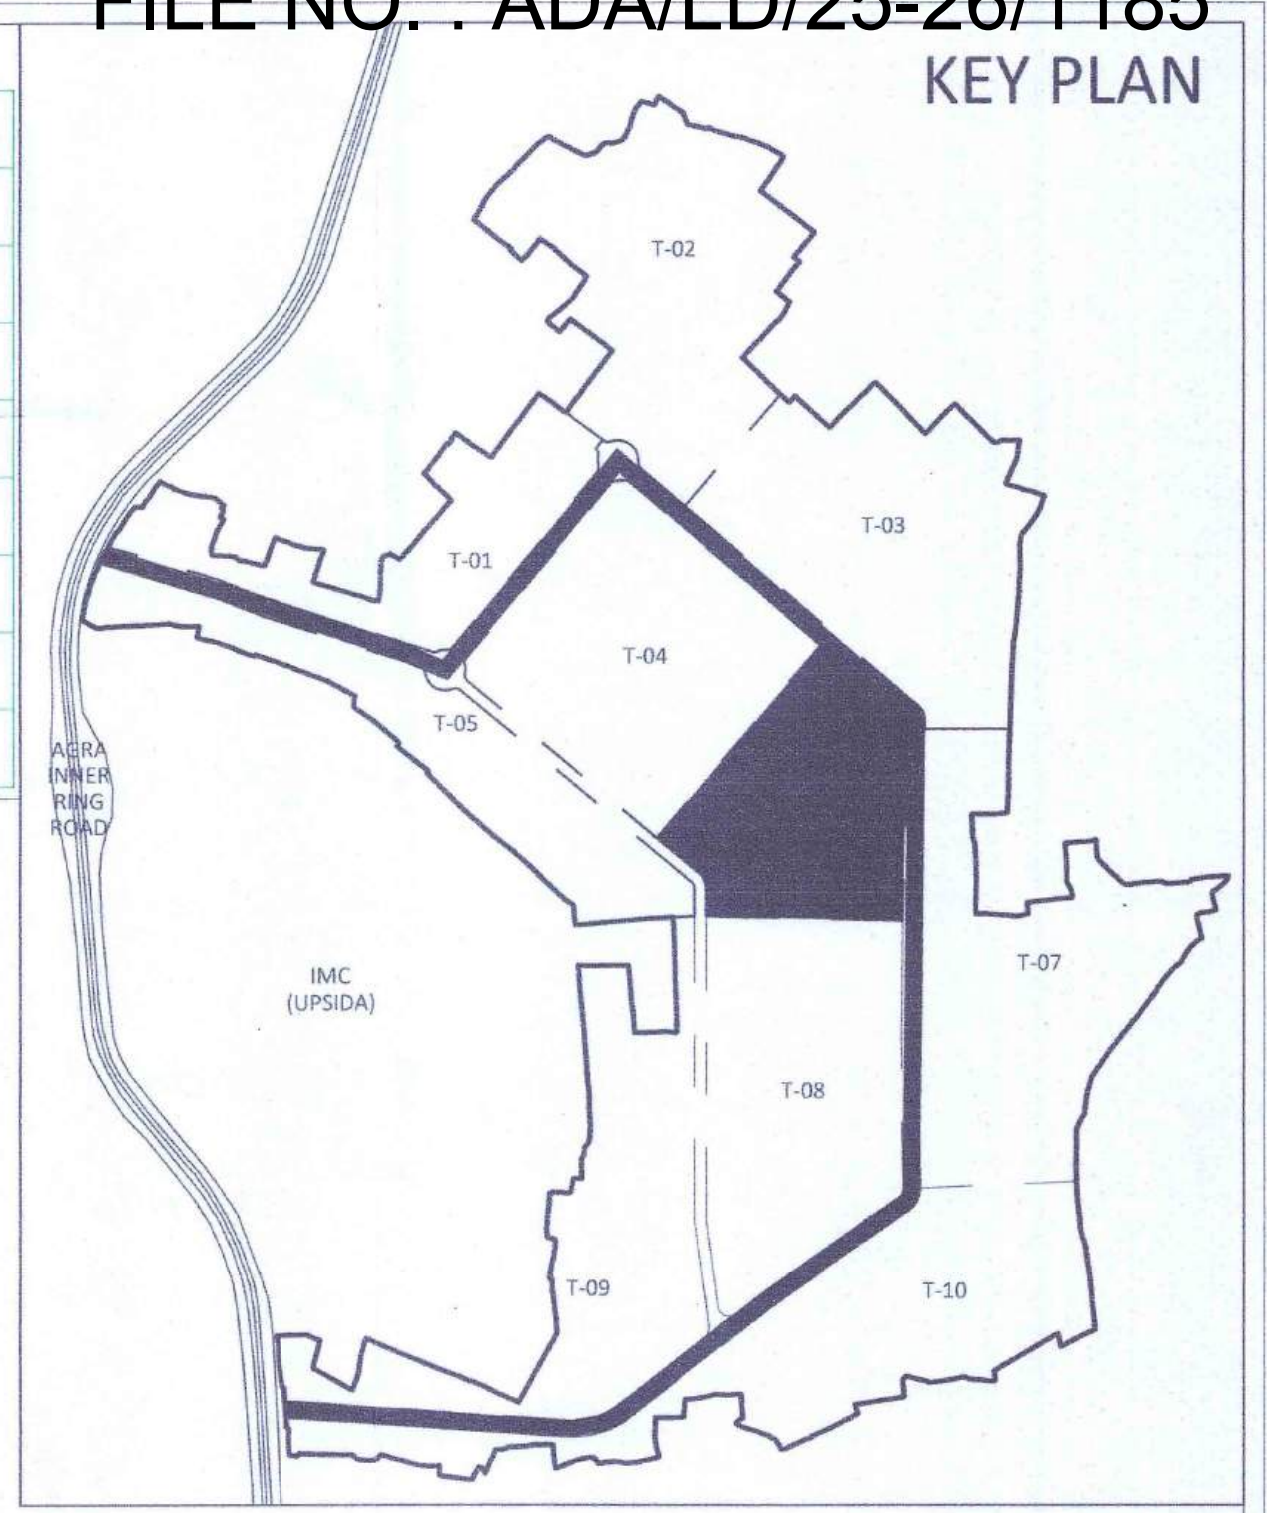 FILE NO. : ADA/LD/25-26/1185
KEY PLAN
T-02
T-03
T-01
T-04
T-05
AGRA
INNER
RING
ROAD
T-07
IMC
(UPSIDA)
T-08
T-09
T-10